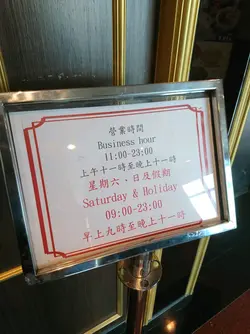 營業時間
Business hour
11:00-23:00
上午十一時至晚上十一時
星期六、日及假期
Saturday & Holiday
09:00-23:00
早上九時至晚上十一時